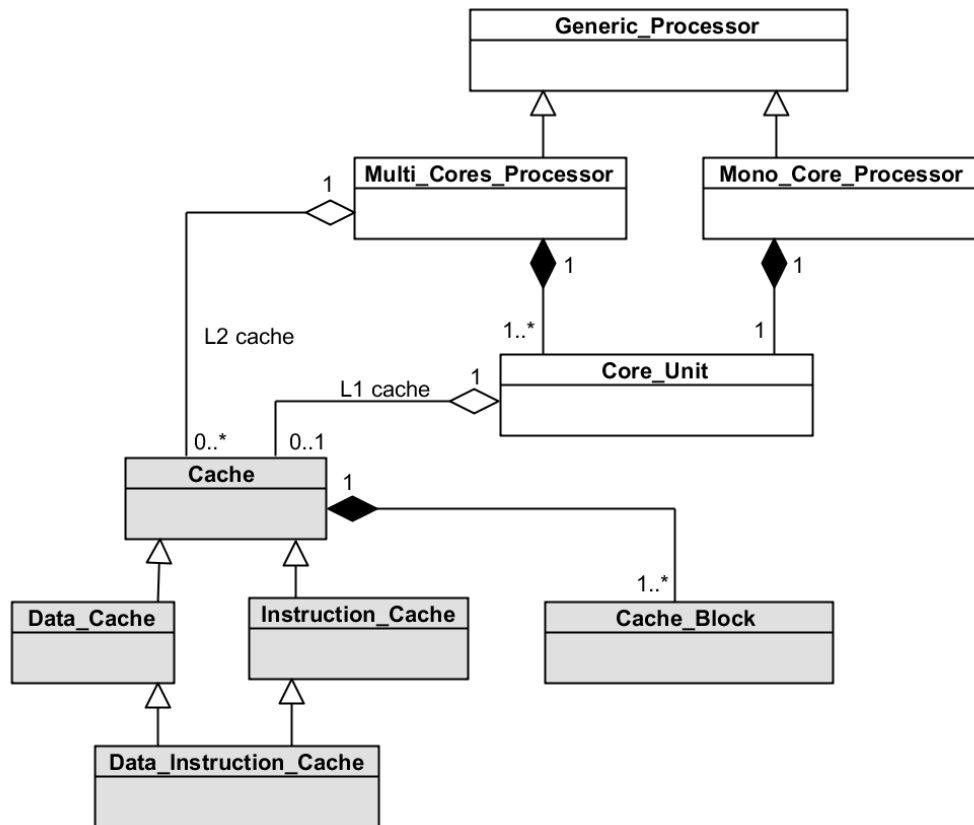 Generic_Processor
Multi_Cores_Processor
Mono_Core_Processor
1
1
1
L2 cache
1..*
1
Core_Unit
L1 cache
1
0..*
0..1
Cache
1
1..*
Data_Cache
Instruction_Cache
Cache_Block
Data_Instruction_Cache